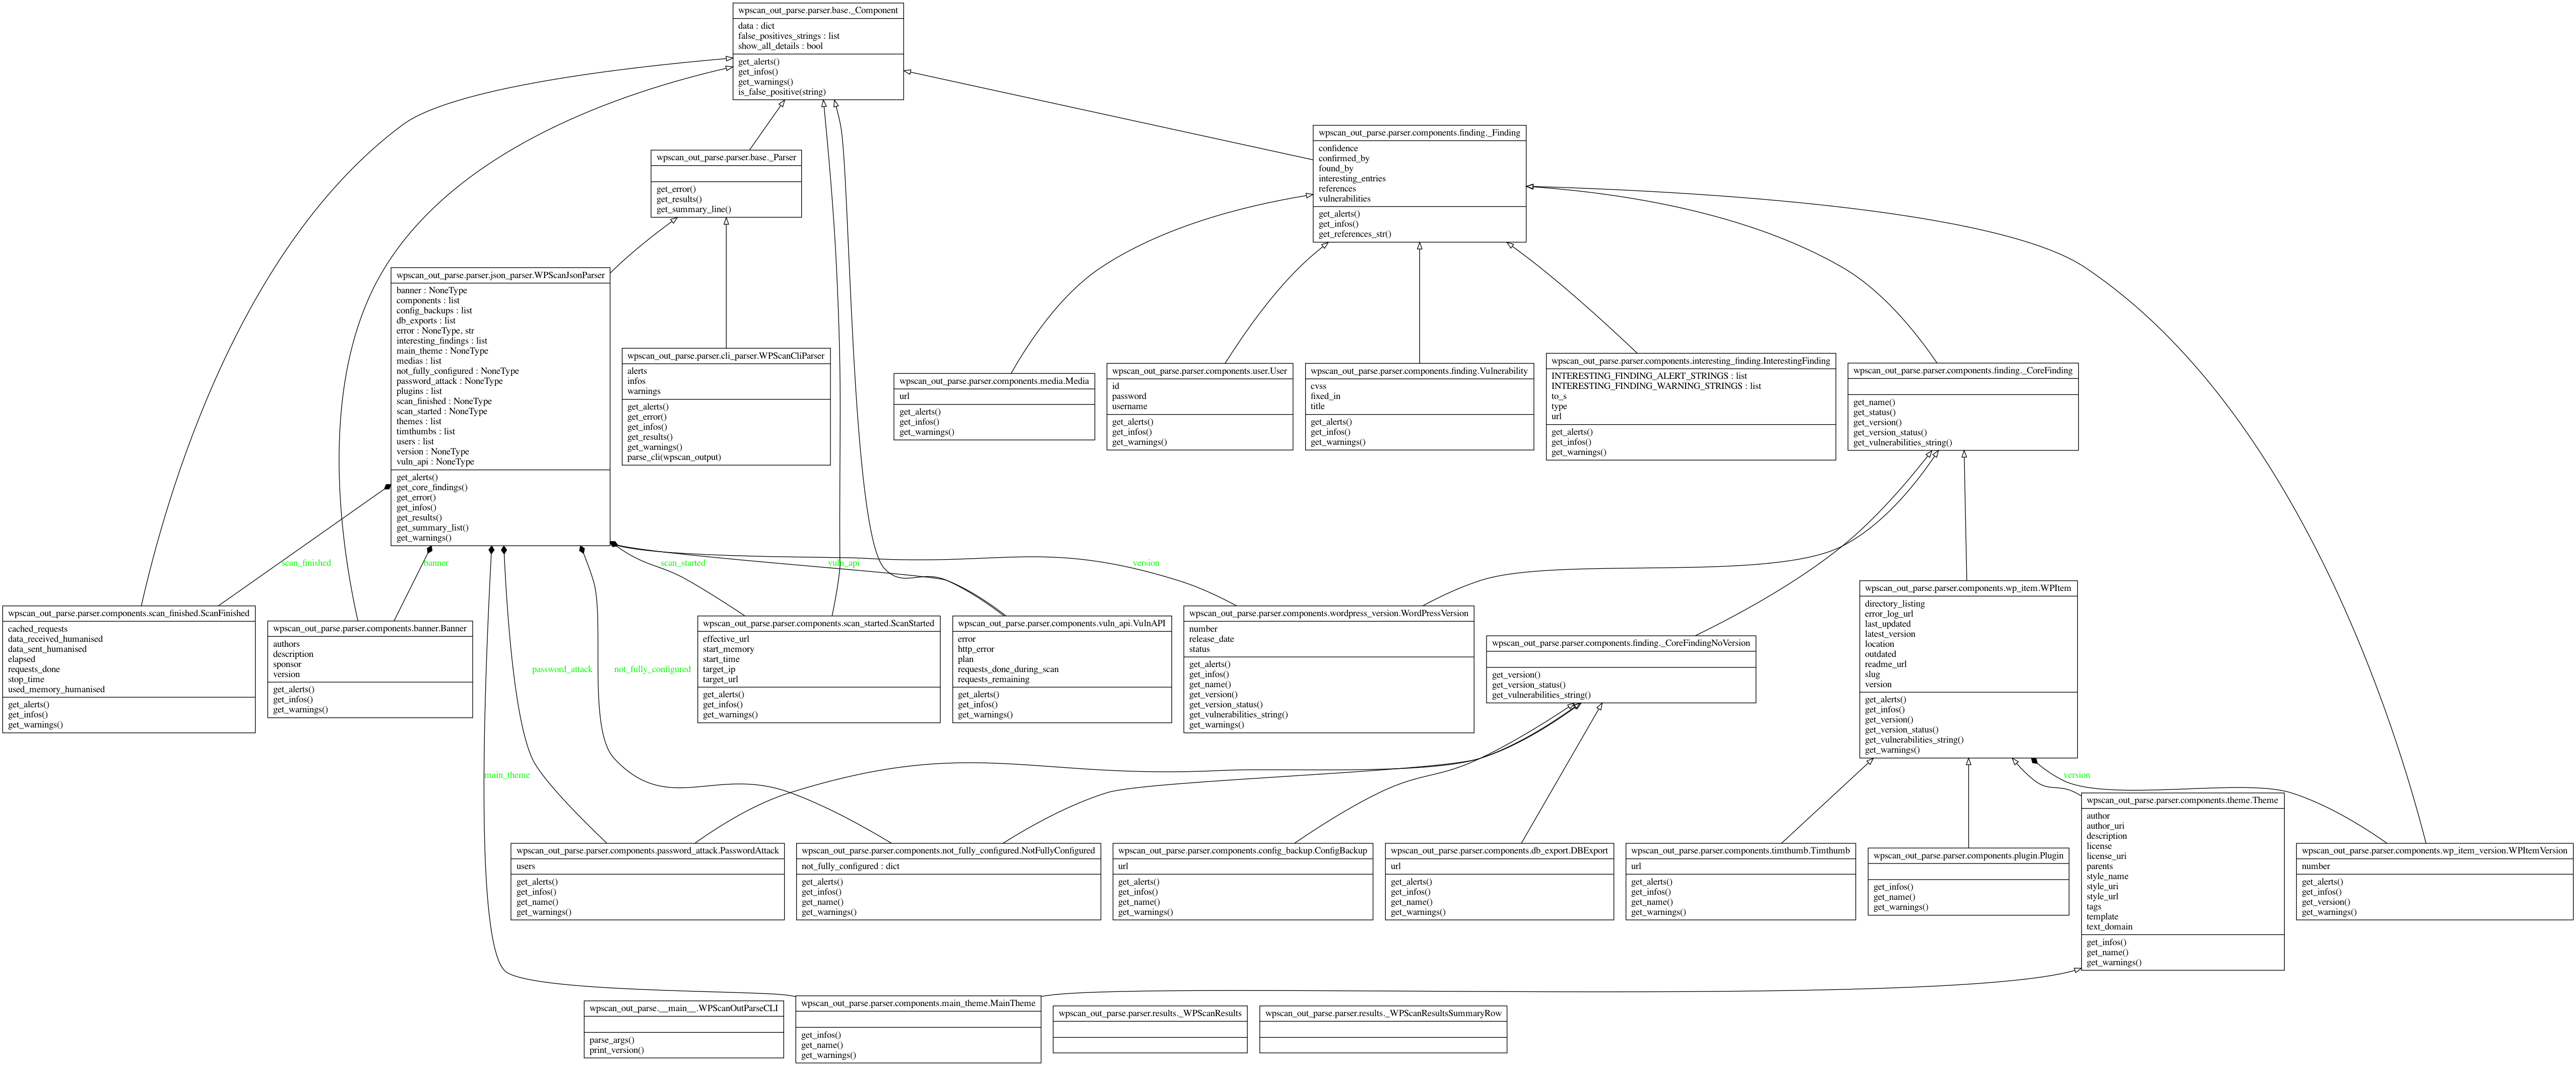 wpscan_out_parse.parser.base._Component
data : dict
false_positives_strings : list
show_all_details : bool
get_alerts()
get_infos()
get_warnings()
is_false_positive(string)
wpscan_out_parse.parser.components.finding._Finding
confidence
confirmed_by
found_by
interesting_entries
references
vulnerabilities
get_alerts()
get_infos()
get_references_str()
wpscan_out_parse.parser.base._Parser
get_error()
get_results()
get_summary_line()
wpscan_out_parse.parser.json_parser.WPScanJsonParser
banner : NoneType
components : list
config_backups : list
db_exports : list
error : NoneType, str
interesting_findings : list
main_theme : NoneType
medias : list
not_fully_configured : NoneType
password_attack : NoneType
plugins : list
scan_finished : NoneType
scan_started : NoneType
themes : list
timthumbs : list
users : list
version : NoneType
vuln_api : NoneType
get_alerts()
get_core_findings()
get_error()
get_infos()
get_results()
get_summary_list()
get_warnings()
wpscan_out_parse.parser.cli_parser.WPScanCliParser
alerts
infos
warnings
get_alerts()
get_error()
get_infos()
get_results()
get_warnings()
parse_cli(wpscan_output)
wpscan_out_parse.parser.components.media.Media
url
get_alerts()
get_infos()
get_warnings()
wpscan_out_parse.parser.components.user.User
id
password
username
get_alerts()
get_infos()
get_warnings()
wpscan_out_parse.parser.components.finding.Vulnerability
cvss
fixed_in
title
get_alerts()
get_infos()
get_warnings()
wpscan_out_parse.parser.components.interesting_finding.InterestingFinding
INTERESTING_FINDING_ALERT_STRINGS : list
INTERESTING_FINDING_WARNING_STRINGS : list
to_s
type
url
get_alerts()
get_infos()
get_warnings()
wpscan_out_parse.parser.components.finding._CoreFinding
get_name()
get_status()
get_version()
get_version_status()
get_vulnerabilities_string()
scan_finished
banner
scan_started
vuln_api
version
wpscan_out_parse.parser.components.scan_finished.ScanFinished
cached_requests
data_received_humanised
data_sent_humanised
elapsed
requests_done
stop_time
used_memory_humanised
get_alerts()
get_infos()
get_warnings()
wpscan_out_parse.parser.components.banner.Banner
authors
description
sponsor
version
get_alerts()
get_infos()
get_warnings()
password_attack
not_fully_configured
wpscan_out_parse.parser.components.scan_started.ScanStarted
effective_url
start_memory
start_time
target_ip
target_url
get_alerts()
get_infos()
get_warnings()
wpscan_out_parse.parser.components.vuln_api.VulnAPI
error
http_error
plan
requests_done_during_scan
requests_remaining
get_alerts()
get_infos()
get_warnings()
wpscan_out_parse.parser.components.wordpress_version.WordPressVersion
number
release_date
status
get_alerts()
get_infos()
get_name()
get_version()
get_version_status()
get_vulnerabilities_string()
get_warnings()
wpscan_out_parse.parser.components.finding._CoreFindingNoVersion
get_version()
get_version_status()
get_vulnerabilities_string()
wpscan_out_parse.parser.components.wp_item.WPItem
directory_listing
error_log_url
last_updated
latest_version
location
outdated
readme_url
slug
version
get_alerts()
get_infos()
get_version()
get_version_status()
get_vulnerabilities_string()
get_warnings()
main_theme
version
wpscan_out_parse.parser.components.password_attack.PasswordAttack
users
get_alerts()
get_infos()
get_name()
get_warnings()
wpscan_out_parse.parser.components.not_fully_configured.NotFullyConfigured
not_fully_configured : dict
get_alerts()
get_infos()
get_name()
get_warnings()
wpscan_out_parse.parser.components.config_backup.ConfigBackup
url
get_alerts()
get_infos()
get_name()
get_warnings()
wpscan_out_parse.parser.components.db_export.DBExport
url
get_alerts()
get_infos()
get_name()
get_warnings()
wpscan_out_parse.parser.components.timthumb.Timthumb
url
get_alerts()
get_infos()
get_name()
get_warnings()
wpscan_out_parse.parser.components.plugin.Plugin
get_infos()
get_name()
get_warnings()
wpscan_out_parse.parser.components.theme.Theme
author
author_uri
description
license
license_uri
parents
style_name
style_uri
style_url
tags
template
text_domain
get_infos()
get_name()
get_warnings()
wpscan_out_parse.parser.components.wp_item_version.WPItemVersion
number
get_alerts()
get_infos()
get_version()
get_warnings()
wpscan_out_parse.__main__.WPScanOutParseCLI
parse_args()
print_version()
wpscan_out_parse.parser.components.main_theme.MainTheme
get_infos()
get_name()
get_warnings()
wpscan_out_parse.parser.results._WPScanResults
wpscan_out_parse.parser.results._WPScanResultsSummaryRow